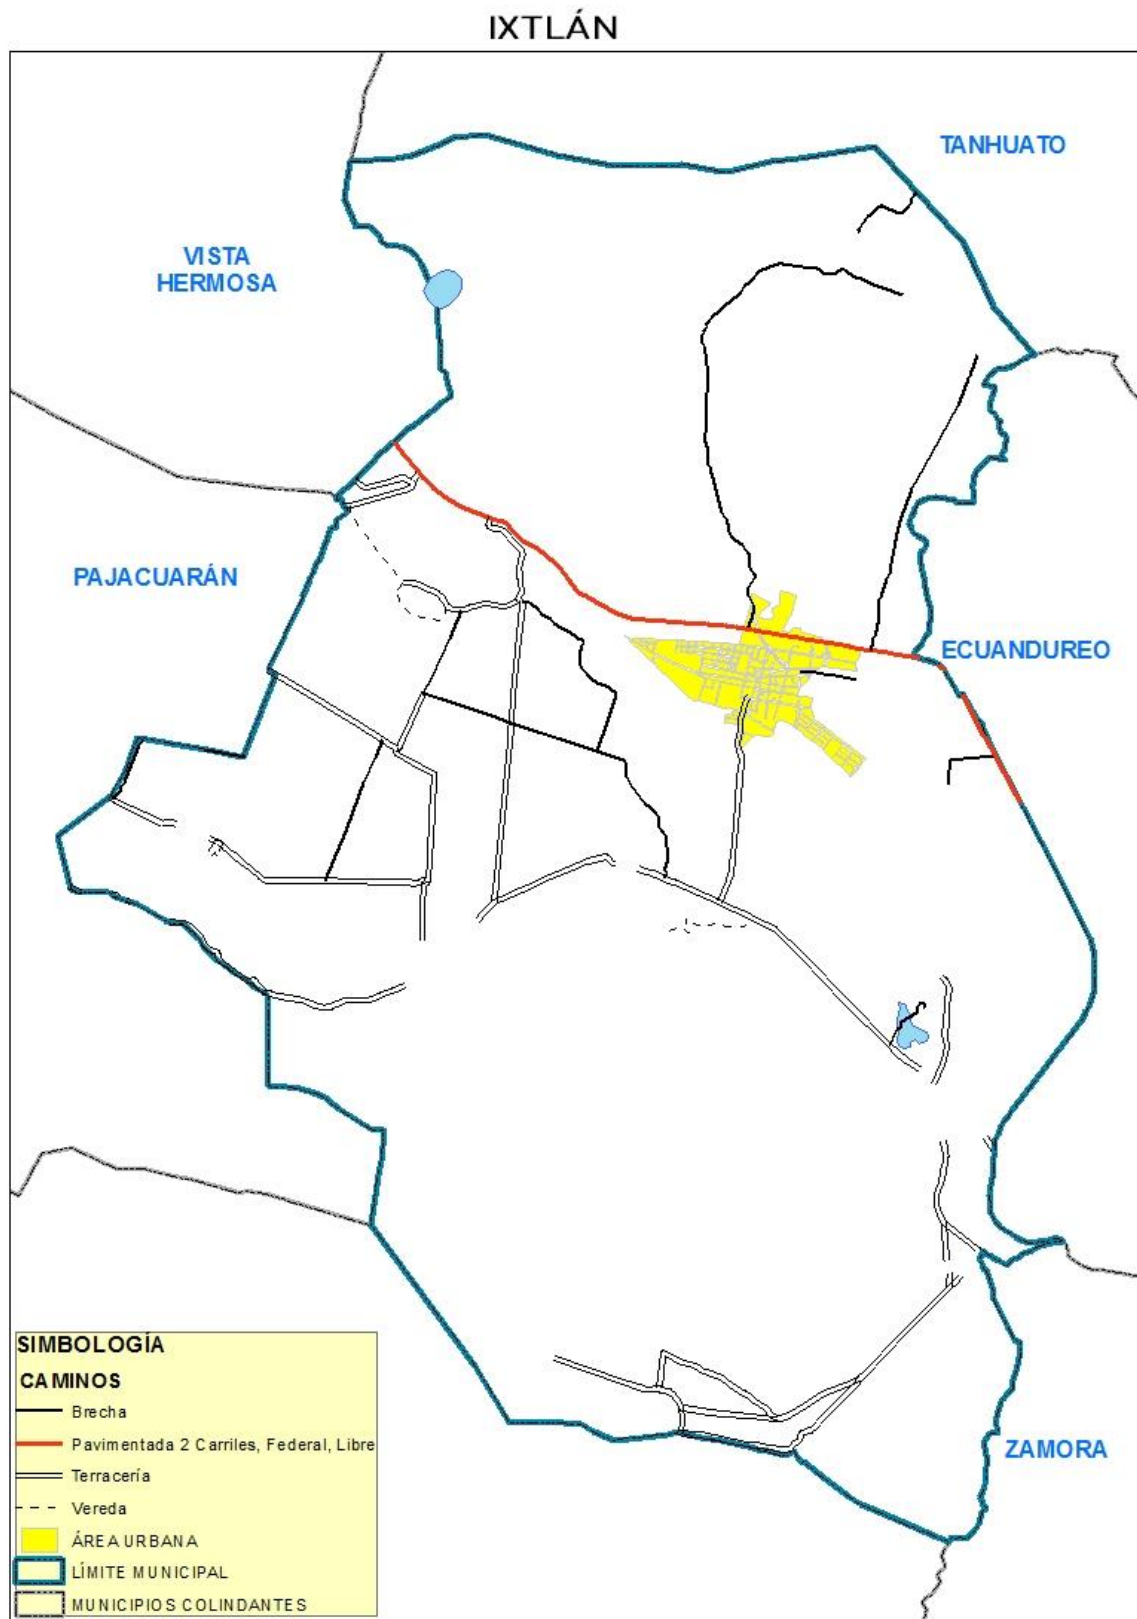 IXTLÁN
TANHUATO
VISTA
HERMOSA
PAJACUARÁN
ECUANDUREO
ZAMORA
SIMBOLOGÍA
CAMINOS
Brecha
Pavimentada 2 Carriles, Federal, Libre
Terracería
Vereda
ÁREA URBANA
LÍMITE MUNICIPAL
MUNICIPIOS COLINDANTES